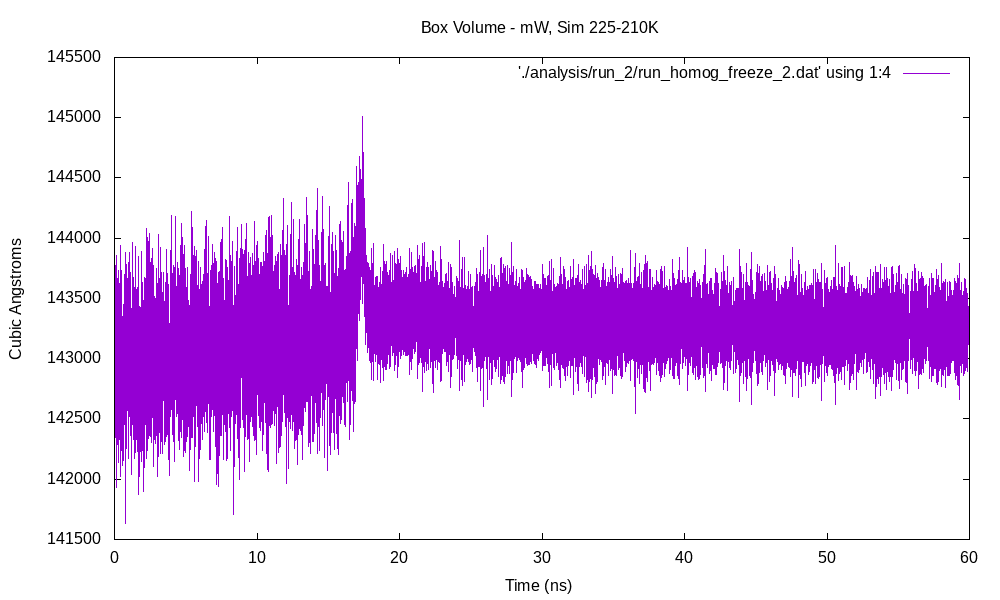 Box Volume - mW, Sim 225-210K
'./analysis/run_2/run_homog_freeze_2.dat' using 1:4
145500
145000
144500
144000
143500
143000
142500
142000
141500
Cubic Angstroms
0 10 20 30 40 50 60
Time (ns)